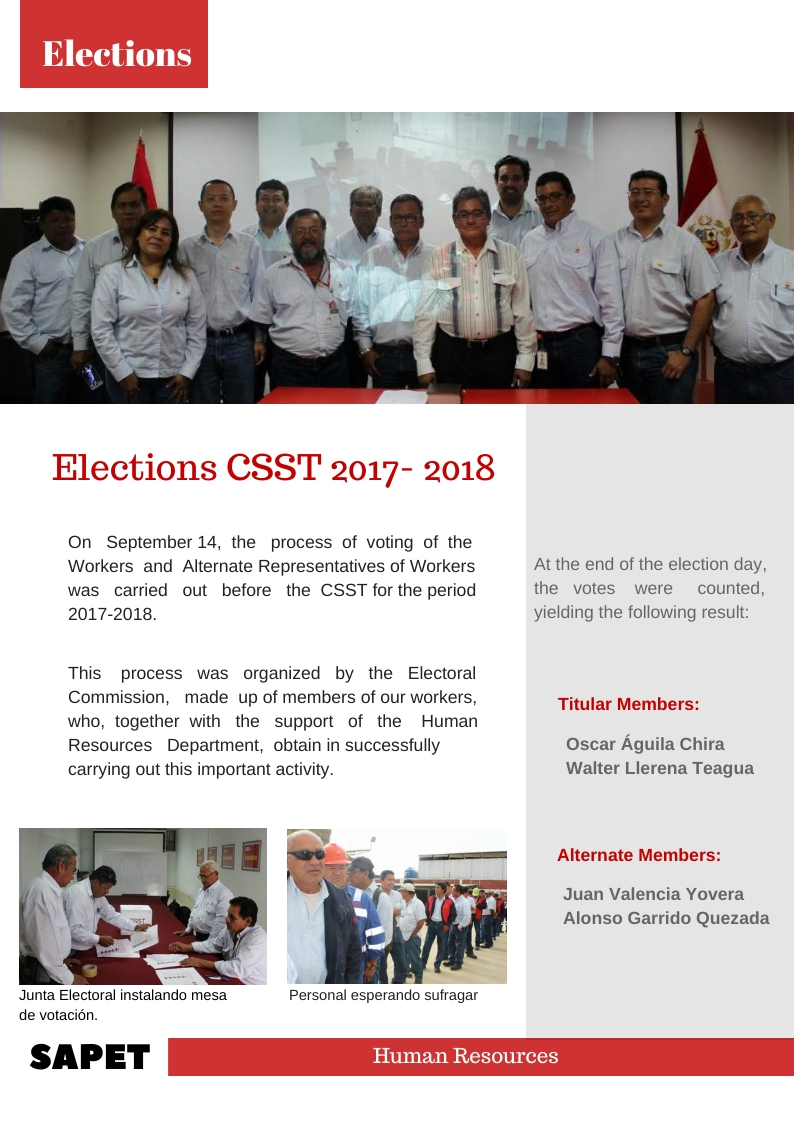 Elections
Elections CSST 2017- 2018
On September 14, the process of voting of the
Workers and Alternate Representatives of Workers
was carried out before the CSST for the period
2017-2018.
This process was organized by the Electoral
Commission, made up of members of our workers,
who, together with the support of the Human
Resources Department, obtain in successfully
carrying out this important activity.
Junta Electoral instalando mesa
de votación.
Personal esperando sufragar
At the end of the election day,
the votes were counted,
yielding the following result:
Titular Members:
Oscar Águila Chira
Walter Llerena Teagua
Alternate Members:
Juan Valencia Yovera
Alonso Garrido Quezada
SAPET
Human Resources